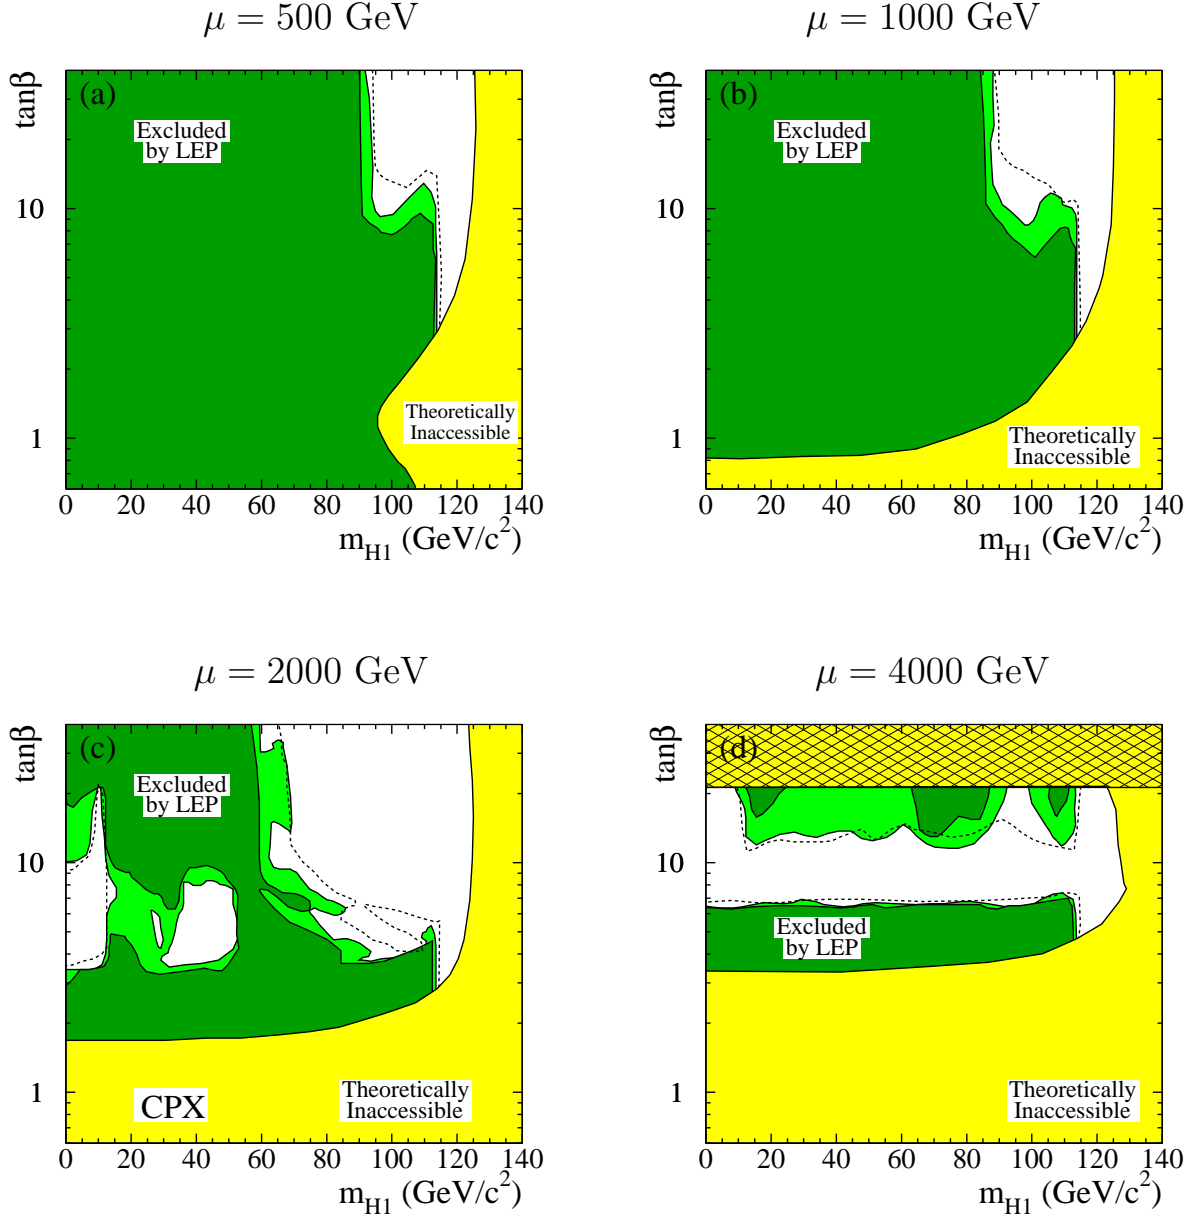 μ = 500 GeV
μ = 1000 GeV
tanβ
(a)
Excluded
by LEP
10
1
Theoretically
Inaccessible
0 20 40 60 80 100 120 140
m_H1 (GeV/c²)
tanβ
(b)
Excluded
by LEP
10
1
Theoretically
Inaccessible
0 20 40 60 80 100 120 140
m_H1 (GeV/c²)
μ = 2000 GeV
μ = 4000 GeV
tanβ
(c)
Excluded
by LEP
10
1
CPX
Theoretically
Inaccessible
0 20 40 60 80 100 120 140
m_H1 (GeV/c²)
tanβ
(d)
10
Excluded
by LEP
1
Theoretically
Inaccessible
0 20 40 60 80 100 120 140
m_H1 (GeV/c²)